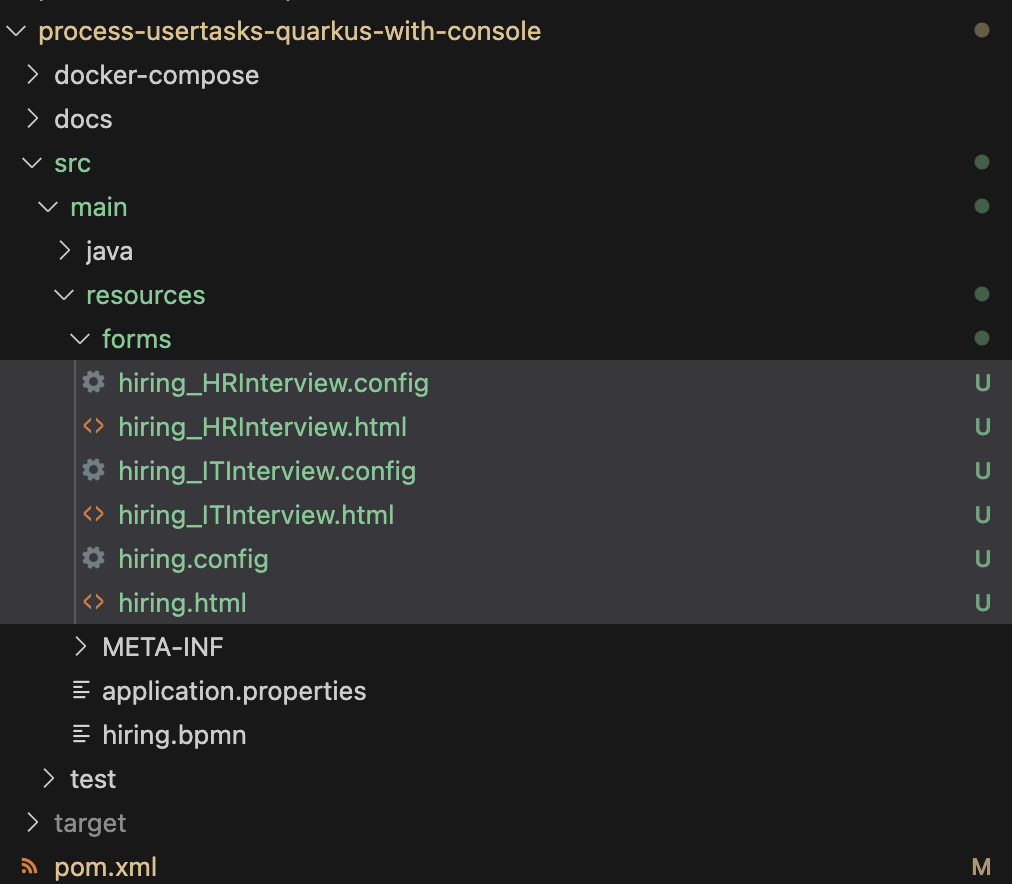 process-usertasks-quarkus-with-console
docker-compose
docs
src
main
java
resources
forms
hiring_HRInterview.config U
hiring_HRInterview.html U
hiring_ITInterview.config U
hiring_ITInterview.html U
hiring.config U
hiring.html U
META-INF
application.properties
hiring.bpmn
test
target
pom.xml M